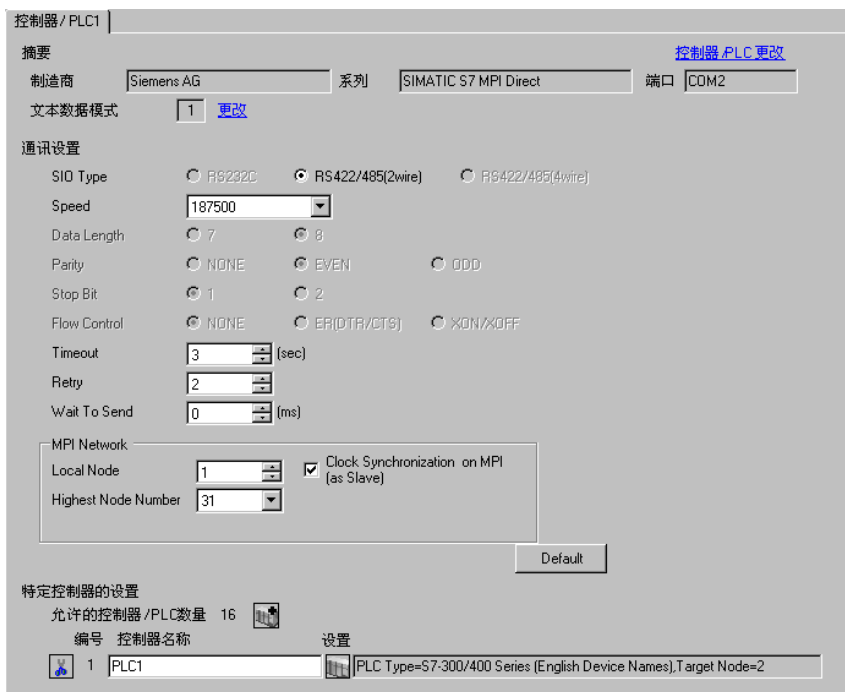 控制器/PLC1
摘要 控制器/PLC更改
制造商 Siemens AG 系列 SIMATIC S7 MPI Direct 端口 COM2
文本数据模式 1 更改
通讯设置
SIO Type RS232C RS422/485(2wire) RS422/485(4wire)
Speed 187500
Data Length 7 8
Parity NONE EVEN ODD
Stop Bit 1 2
Flow Control NONE ER(DTR/CTS) XON/XOFF
Timeout 3 (sec)
Retry 2
Wait To Send 0 (ms)
MPI Network
Local Node 1 Clock Synchronization on MPI
(as Slave)
Highest Node Number 31
Default
特定控制器的设置
允许的控制器/PLC数量 16
编号 控制器名称 设置
1 PLC1 PLC Type=S7-300/400 Series (English Device Names),Target Node=2